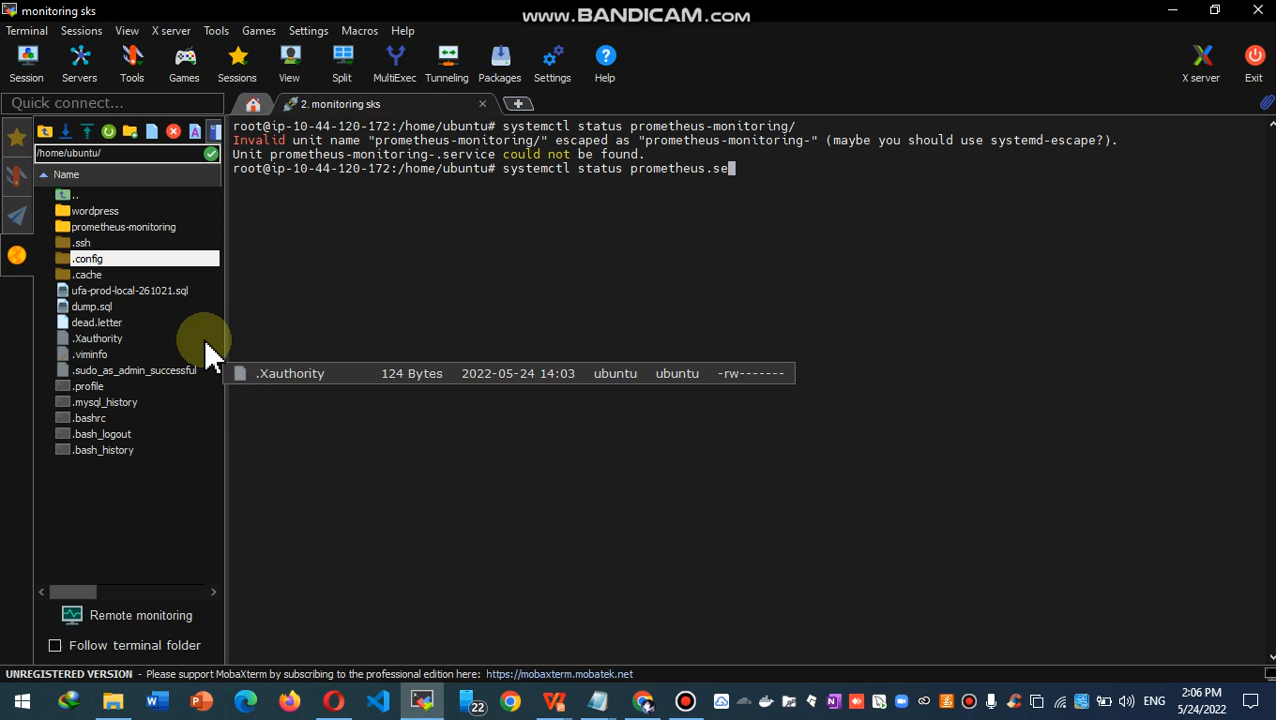 monitoring sks
www.BANDICAM.com
Terminal Sessions View X server Tools Games Settings Macros Help
Session Servers Tools Games Sessions View Split MultiExec Tunneling Packages Settings Help X server Exit
Quick connect...
2. monitoring sks
/home/ubuntu/
Name
..
wordpress
prometheus-monitoring
.ssh
.config
.cache
ufa-prod-local-261021.sql
dump.sql
dead.letter
.Xauthority
.viminfo
.sudo_as_admin_successful
.profile
.mysql_history
.bashrc
.bash_logout
.bash_history
root@ip-10-44-120-172:/home/ubuntu# systemctl status prometheus-monitoring/
Invalid unit name "prometheus-monitoring/" escaped as "prometheus-monitoring-" (maybe you should use systemd-escape?).
Unit prometheus-monitoring-.service could not be found.
root@ip-10-44-120-172:/home/ubuntu# systemctl status prometheus.se
.Xauthority 124 Bytes 2022-05-24 14:03 ubuntu ubuntu -rw-------
Remote monitoring
Follow terminal folder
UNREGISTERED VERSION - Please support MobaXterm by subscribing to the professional edition here: https://mobaxterm.mobatek.net
22
ENG
2:06 PM
5/24/2022